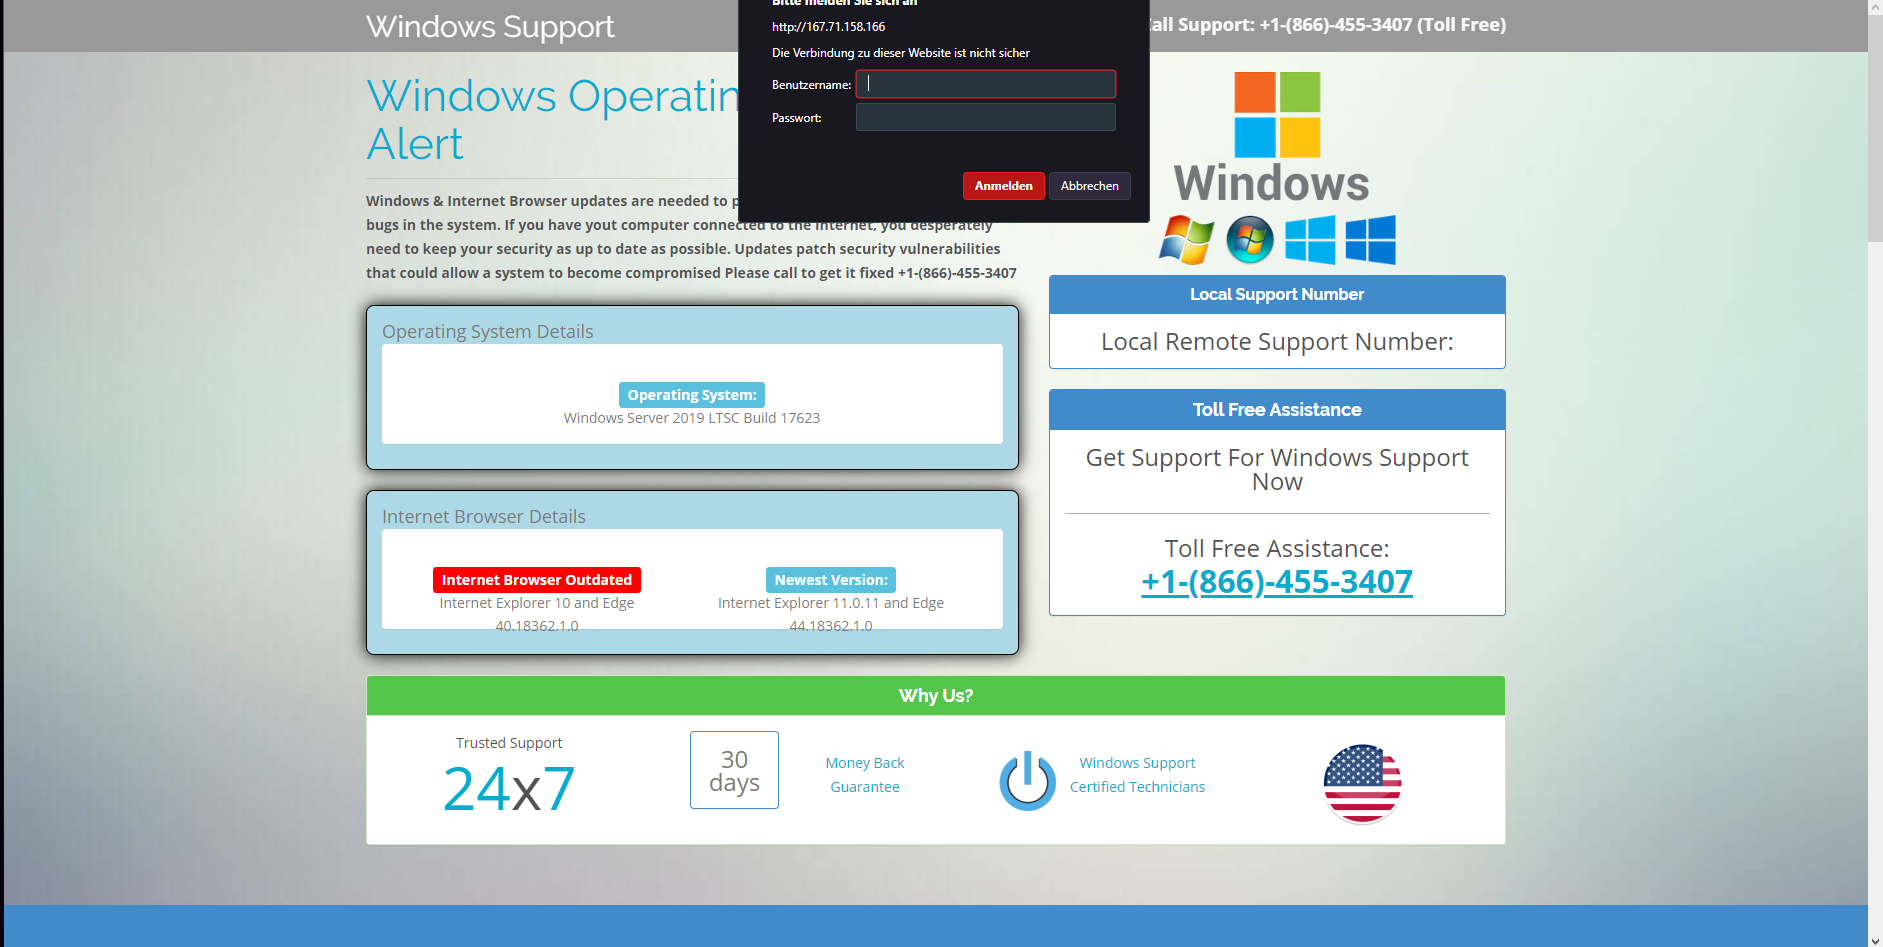 Windows Support
Bitte melden Sie sich an
http://167.71.158.166
Die Verbindung zu dieser Website ist nicht sicher
Benutzername:
Passwort:
Anmelden Abbrechen
all Support: +1-(866)-455-3407 (Toll Free)
Windows Operatin
Alert
Windows & Internet Browser updates are needed to p
bugs in the system. If you have yout computer connected to the internet, you desperately
need to keep your security as up to date as possible. Updates patch security vulnerabilities
that could allow a system to become compromised Please call to get it fixed +1-(866)-455-3407
Windows
Operating System Details
Operating System:
Windows Server 2019 LTSC Build 17623
Internet Browser Details
Internet Browser Outdated
Internet Explorer 10 and Edge
40.18362.1.0
Newest Version:
Internet Explorer 11.0.11 and Edge
44.18362.1.0
Local Support Number
Local Remote Support Number:
Toll Free Assistance
Get Support For Windows Support
Now
Toll Free Assistance:
+1-(866)-455-3407
Why Us?
Trusted Support
24x7
30
days
Money Back
Guarantee
Windows Support
Certified Technicians